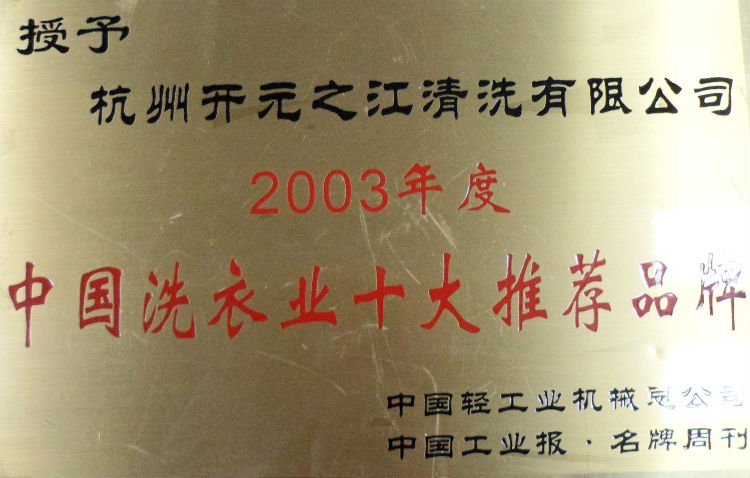 授予
杭州开元之江清洗有限公司
2003年度
中国洗衣业十大推荐品牌
中国轻工业机械总公司
中国工业报·名牌周刊